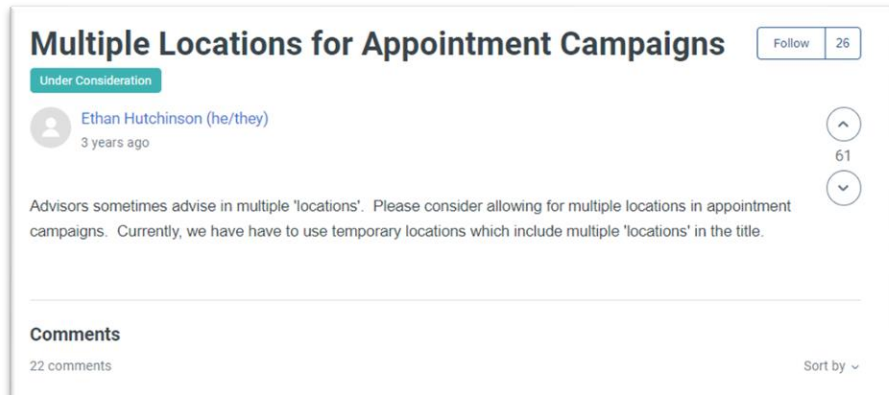 Multiple Locations for Appointment Campaigns
Follow 26
Under Consideration
Ethan Hutchinson (he/they)
3 years ago
61
Advisors sometimes advise in multiple 'locations'.  Please consider allowing for multiple locations in appointment
campaigns.  Currently, we have have to use temporary locations which include multiple 'locations' in the title.
Comments
22 comments
Sort by